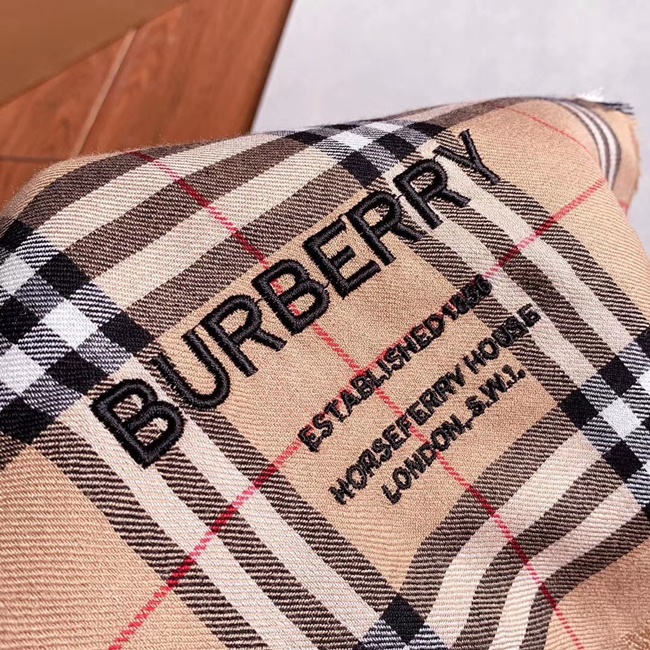 BURBERRY
ESTABLISHED 1856
HORSEFERRY HOUSE
LONDON, S.W.1.